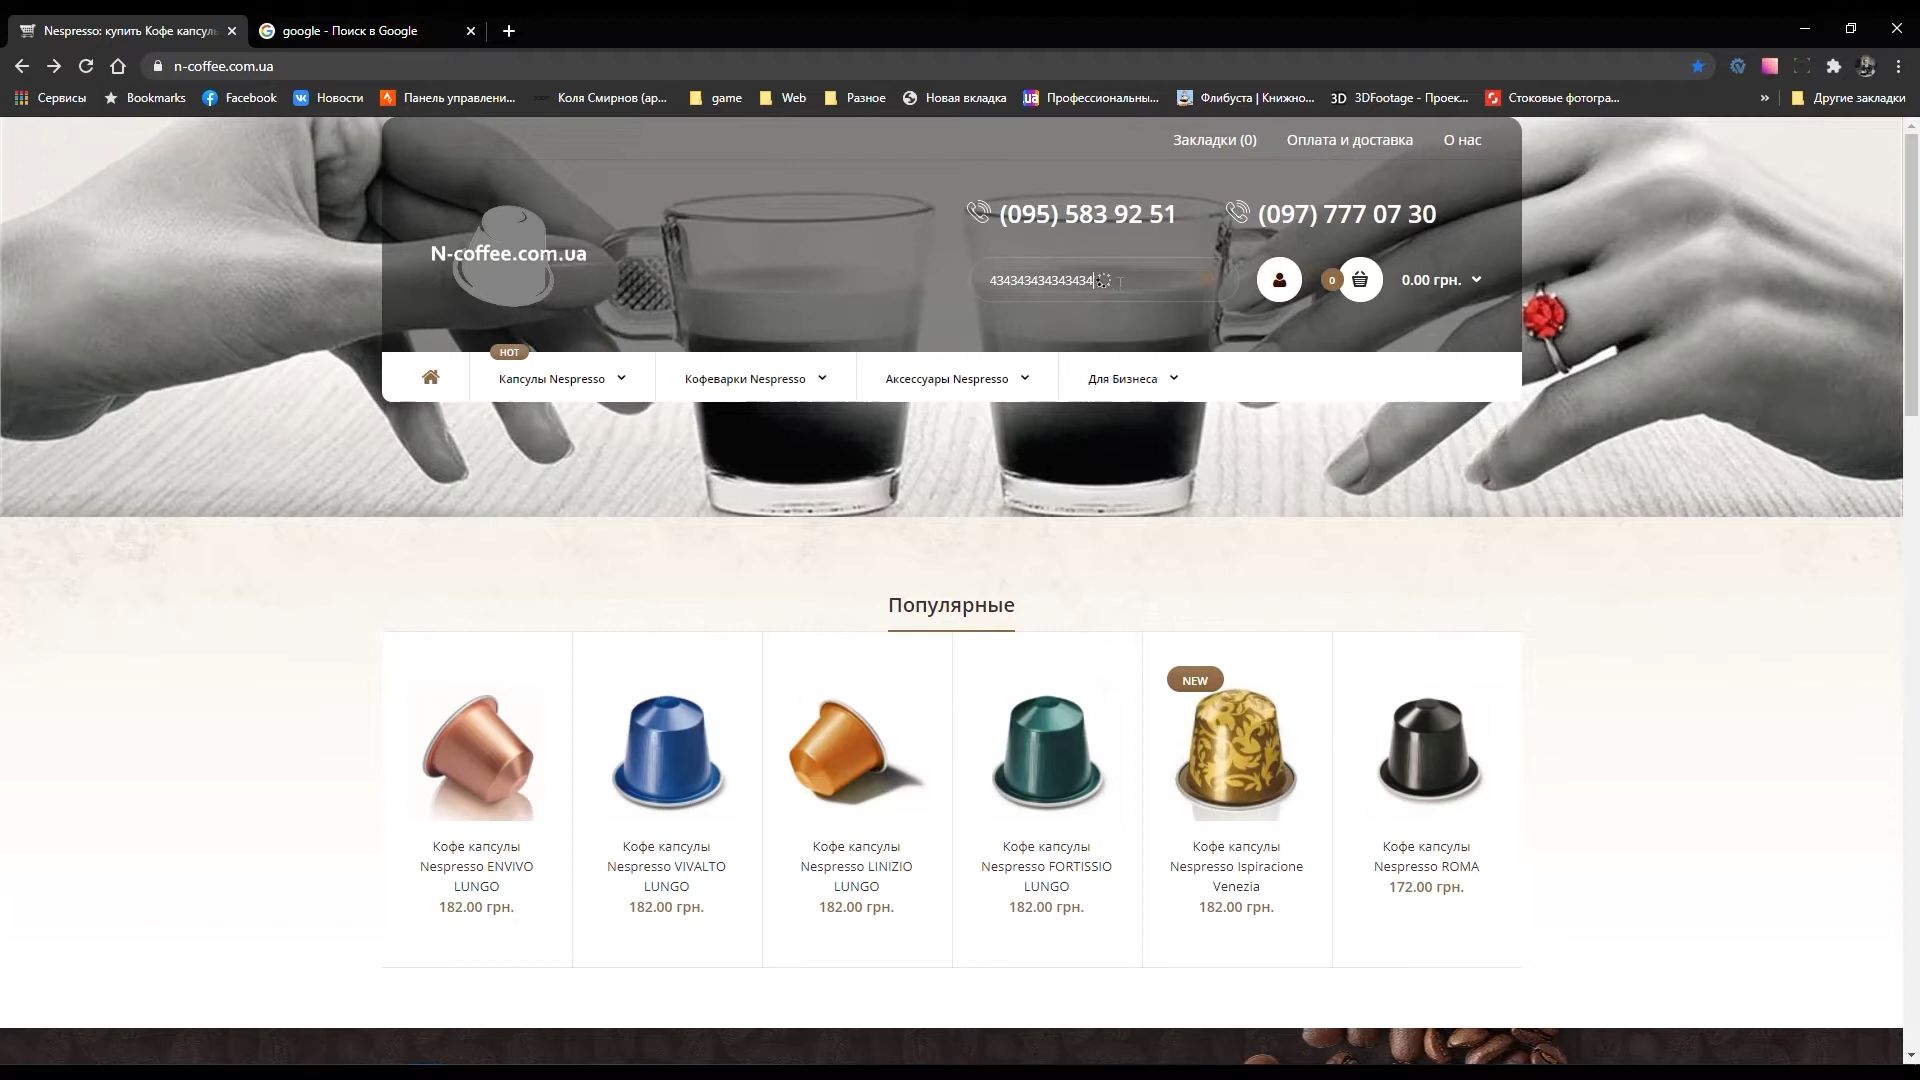 Nespresso: купить Кофе капсулы
google - Поиск в Google
n-coffee.com.ua
Сервисы
Bookmarks
Facebook
Новости
Панель управлени...
Коля Смирнов (ар...
game
Web
Разное
Новая вкладка
Профессиональны...
Флибуста | Книжно...
3DFootage - Проек...
Стоковые фотогра...
»
Другие закладки
Закладки (0)
Оплата и доставка
О нас
(095) 583 92 51
(097) 777 07 30
N-coffee.com.ua
434343434343434
0
0.00 грн.
HOT
Капсулы Nespresso
Кофеварки Nespresso
Аксессуары Nespresso
Для Бизнеса
Популярные
NEW
Кофе капсулы
Nespresso ENVIVO
LUNGO
182.00 грн.
Кофе капсулы
Nespresso VIVALTO
LUNGO
182.00 грн.
Кофе капсулы
Nespresso LINIZIO
LUNGO
182.00 грн.
Кофе капсулы
Nespresso FORTISSIO
LUNGO
182.00 грн.
Кофе капсулы
Nespresso Ispiracione
Venezia
182.00 грн.
Кофе капсулы
Nespresso ROMA
172.00 грн.